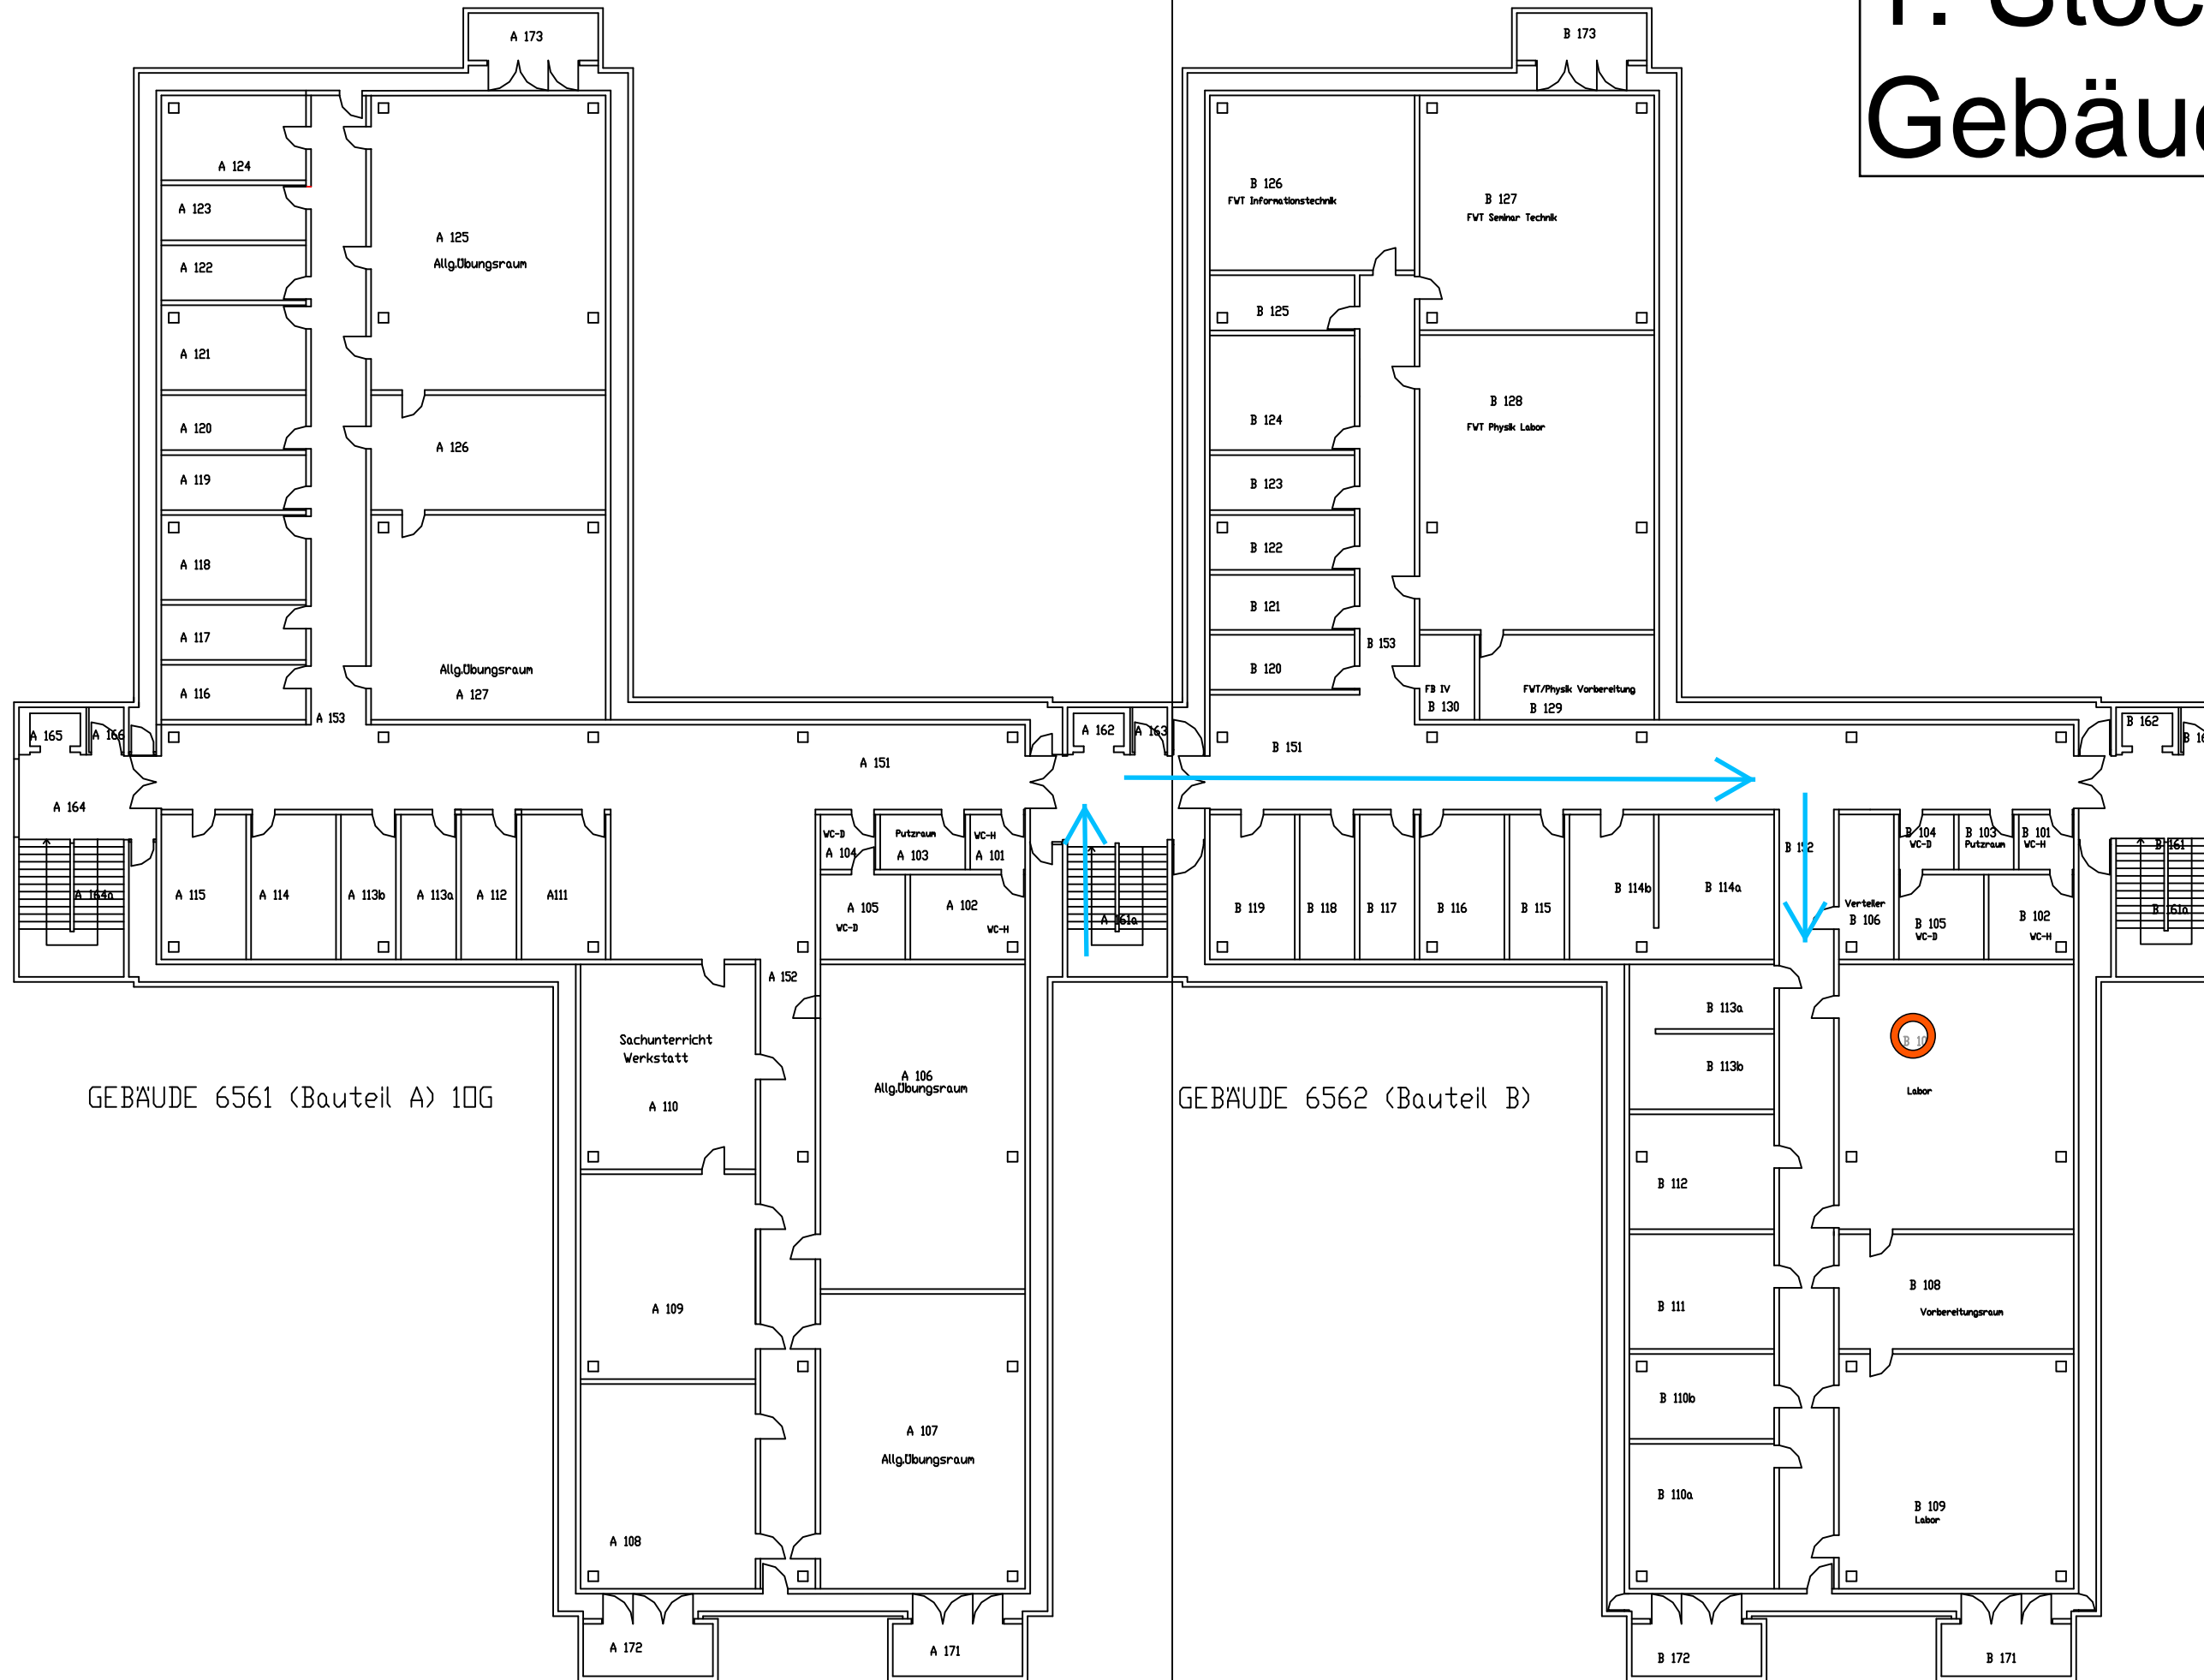 A 173
B 173
A 124
A 123
A 122
A 121
A 120
A 119
A 118
A 117
A 116
A 125
Allg.Übungsraum
A 126
Allg.Übungsraum
A 127
A 153
B 126
FWT Informationstechnik
B 127
FWT Seminar Technik
B 125
B 124
B 128
FWT Physik Labor
B 123
B 122
B 121
B 120
B 153
FB IV
B 130
FWT/Physik Vorbereitung
B 129
A 165
A 166
A 164
A 164a
A 151
A 162
A 163
A 161a
B 151
B 162
B 161
B 161a
A 115
A 114
A 113b
A 113a
A 112
A111
WC-D
A 104
Putzraum
A 103
WC-H
A 101
A 105
WC-D
A 102
WC-H
A 152
B 119
B 118
B 117
B 116
B 115
B 114b
B 114a
B 152
Verteiler
B 106
B 104
WC-D
B 103
Putzraum
B 101
WC-H
B 105
WC-D
B 102
WC-H
Sachunterricht
Werkstatt
A 110
A 106
Allg.Übungsraum
B 113a
B 113b
Labor
GEBÄUDE 6561 (Bauteil A) 1OG
GEBÄUDE 6562 (Bauteil B)
B 112
B 111
B 108
Vorbereitungsraum
A 109
A 107
Allg.Übungsraum
B 110b
B 110a
B 109
Labor
A 108
A 172
A 171
B 172
B 171